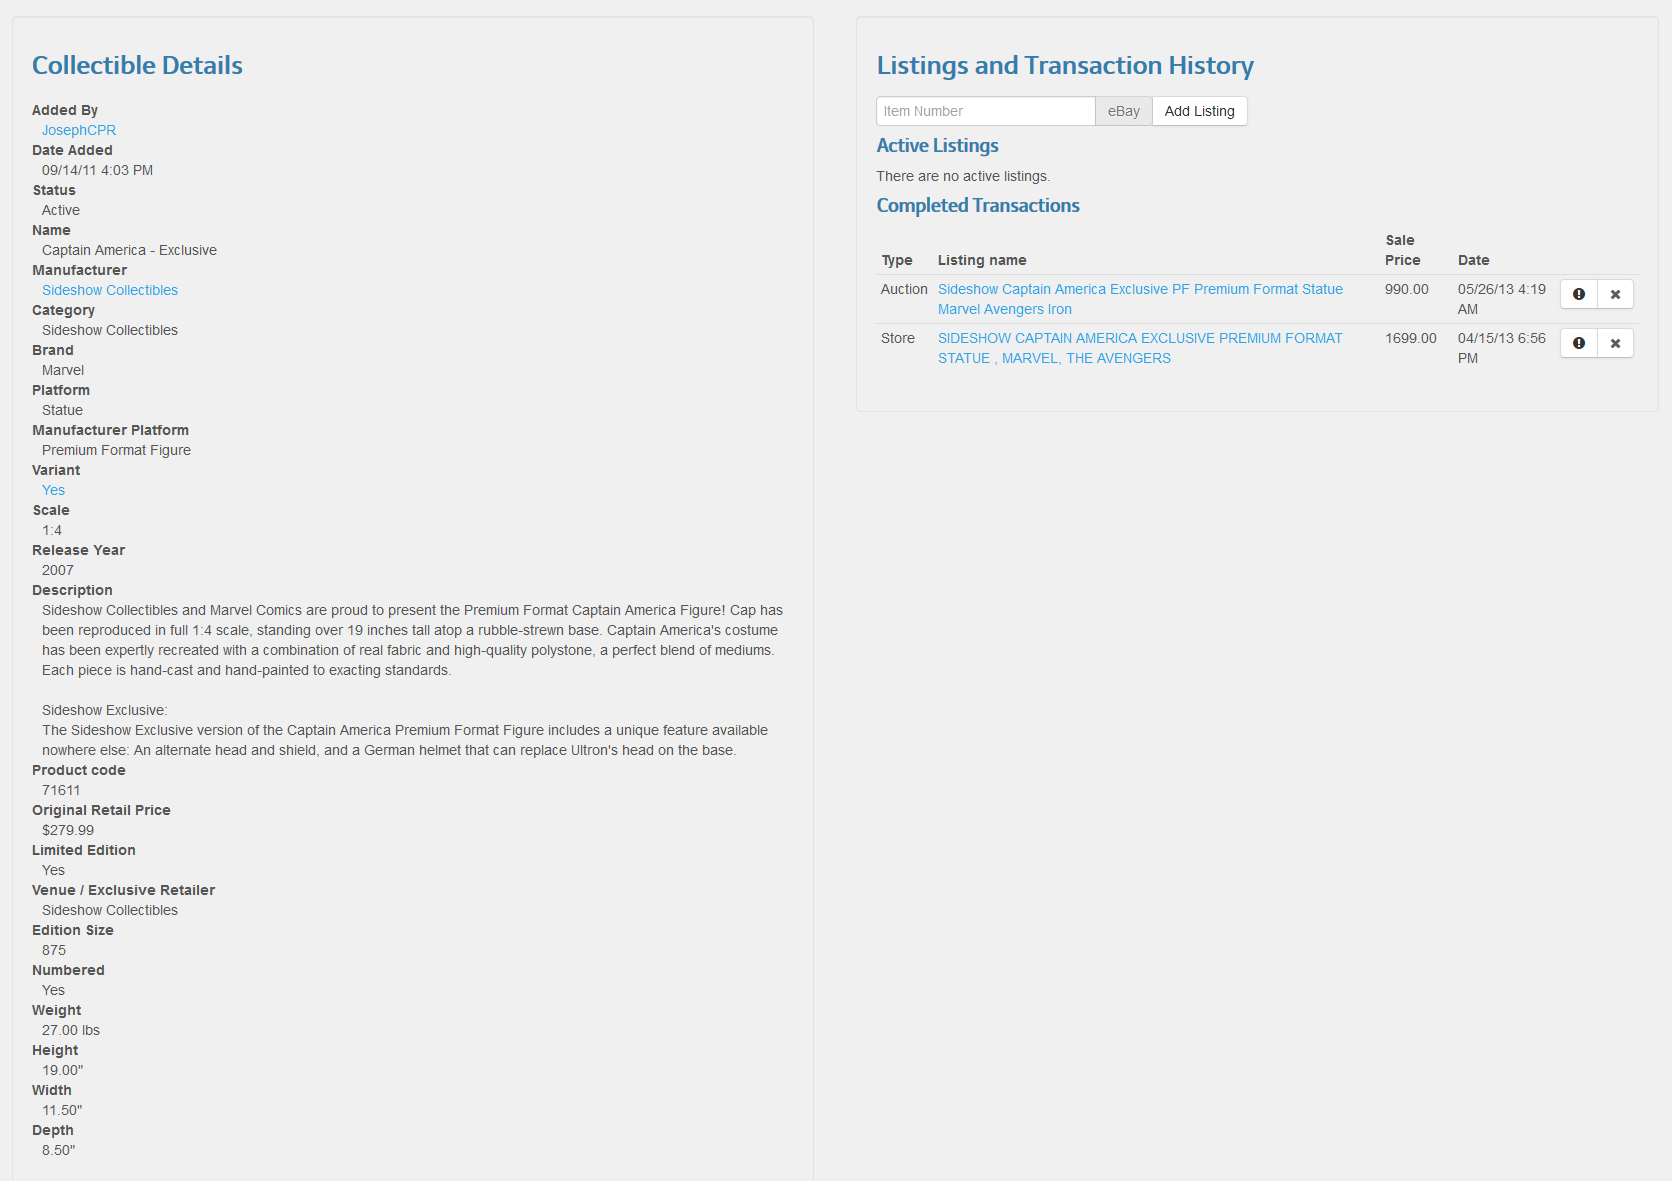 Collectible Details
Added By
JosephCPR
Date Added
09/14/11 4:03 PM
Status
Active
Name
Captain America - Exclusive
Manufacturer
Sideshow Collectibles
Category
Sideshow Collectibles
Brand
Marvel
Platform
Statue
Manufacturer Platform
Premium Format Figure
Variant
Yes
Scale
1:4
Release Year
2007
Description
Sideshow Collectibles and Marvel Comics are proud to present the Premium Format Captain America Figure! Cap has
been reproduced in full 1:4 scale, standing over 19 inches tall atop a rubble-strewn base. Captain America's costume
has been expertly recreated with a combination of real fabric and high-quality polystone, a perfect blend of mediums.
Each piece is hand-cast and hand-painted to exacting standards.
Sideshow Exclusive:
The Sideshow Exclusive version of the Captain America Premium Format Figure includes a unique feature available
nowhere else: An alternate head and shield, and a German helmet that can replace Ultron's head on the base.
Product code
71611
Original Retail Price
$279.99
Limited Edition
Yes
Venue / Exclusive Retailer
Sideshow Collectibles
Edition Size
875
Numbered
Yes
Weight
27.00 lbs
Height
19.00"
Width
11.50"
Depth
8.50"
Listings and Transaction History
Item Number eBay Add Listing
Active Listings
There are no active listings.
Completed Transactions
Sale
Type Listing name Price Date
Auction Sideshow Captain America Exclusive PF Premium Format Statue 990.00 05/26/13 4:19
Marvel Avengers Iron AM
Store SIDESHOW CAPTAIN AMERICA EXCLUSIVE PREMIUM FORMAT 1699.00 04/15/13 6:56
STATUE , MARVEL, THE AVENGERS PM